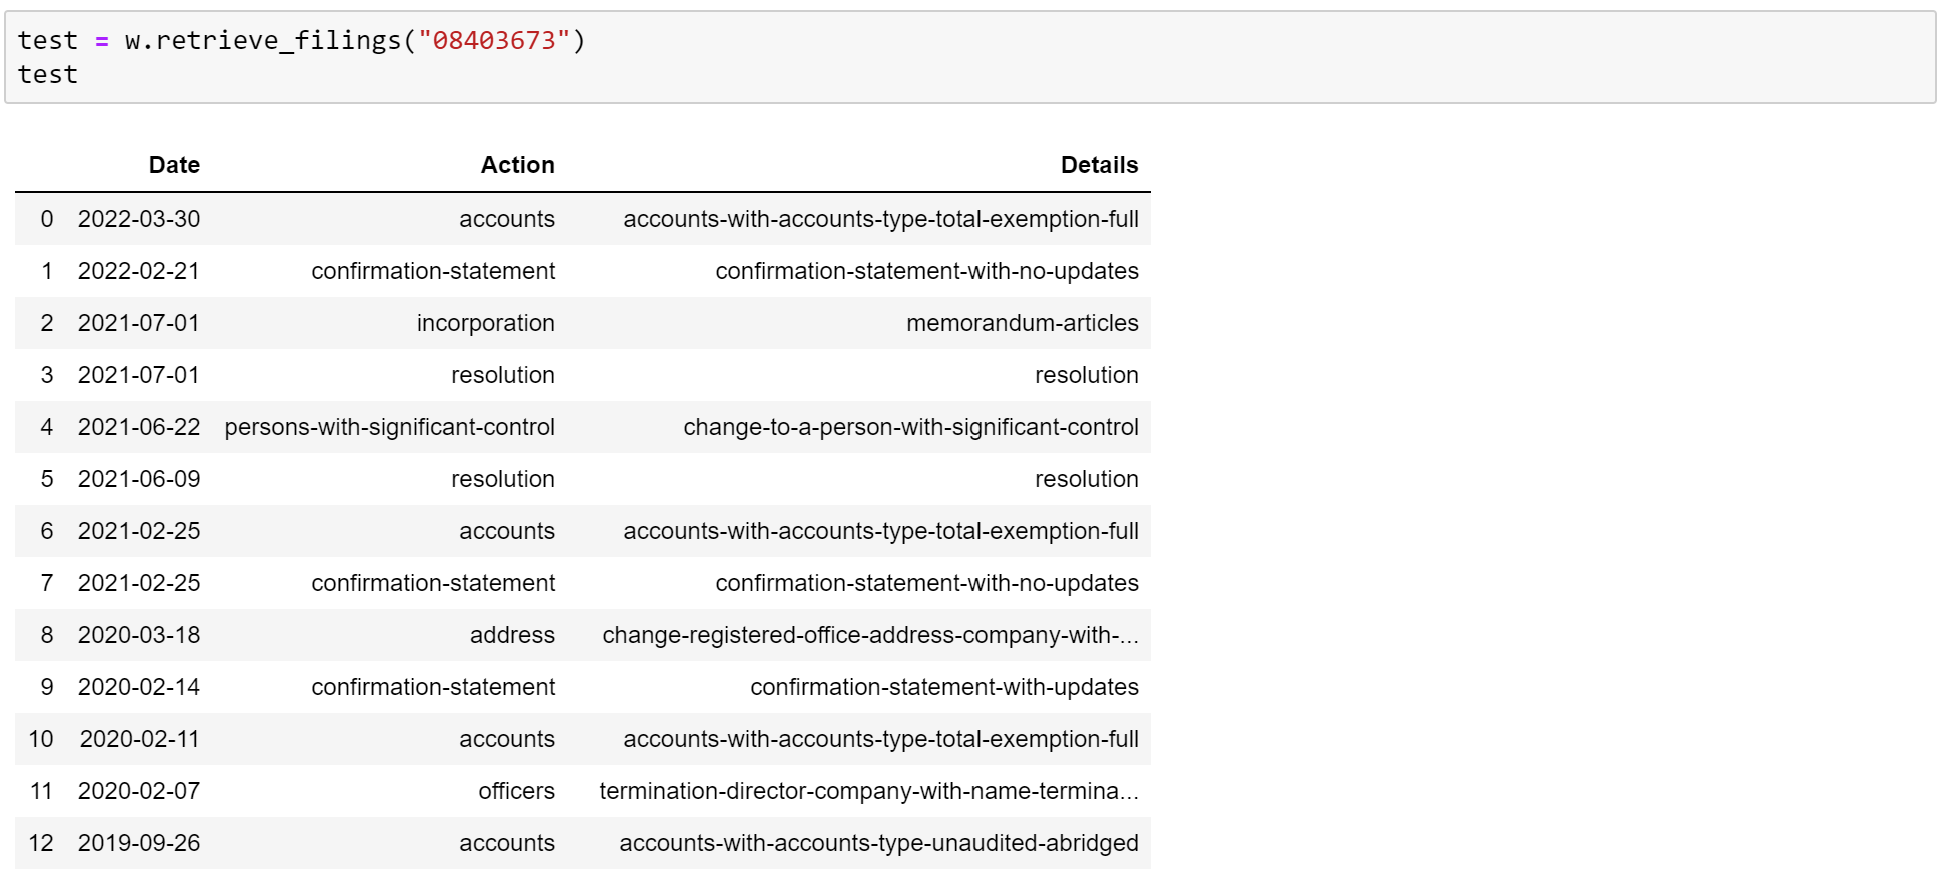 test = w.retrieve_filings("08403673")
test
Date Action Details
0 2022-03-30 accounts accounts-with-accounts-type-total-exemption-full
1 2022-02-21 confirmation-statement confirmation-statement-with-no-updates
2 2021-07-01 incorporation memorandum-articles
3 2021-07-01 resolution resolution
4 2021-06-22 persons-with-significant-control change-to-a-person-with-significant-control
5 2021-06-09 resolution resolution
6 2021-02-25 accounts accounts-with-accounts-type-total-exemption-full
7 2021-02-25 confirmation-statement confirmation-statement-with-no-updates
8 2020-03-18 address change-registered-office-address-company-with-...
9 2020-02-14 confirmation-statement confirmation-statement-with-updates
10 2020-02-11 accounts accounts-with-accounts-type-total-exemption-full
11 2020-02-07 officers termination-director-company-with-name-termina...
12 2019-09-26 accounts accounts-with-accounts-type-unaudited-abridged